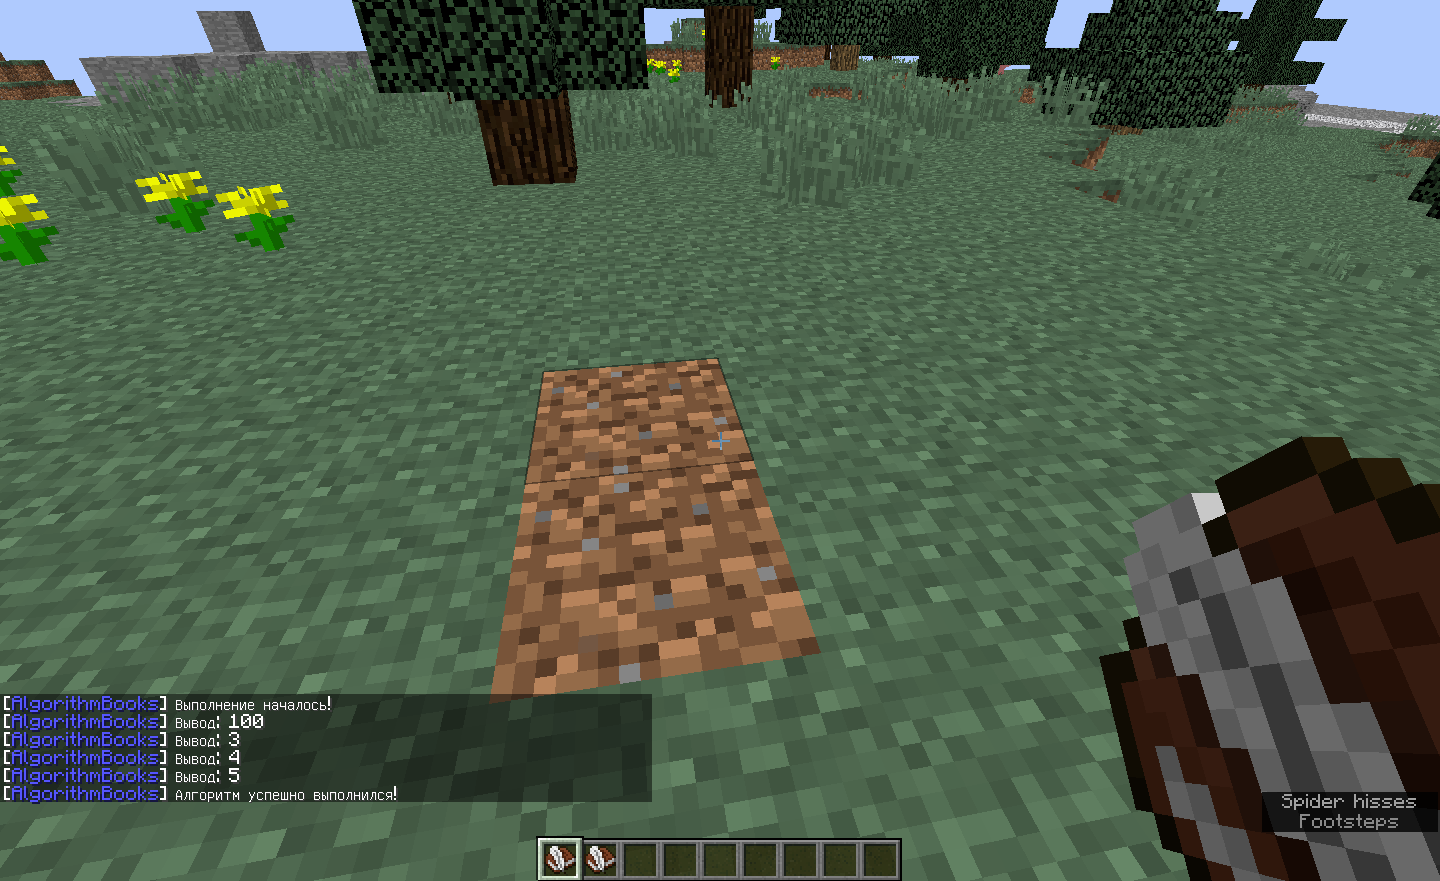 [AlgorithmBooks] Выполнение началось!
[AlgorithmBooks] Вывод: 100
[AlgorithmBooks] Вывод: 3
[AlgorithmBooks] Вывод: 4
[AlgorithmBooks] Вывод: 5
[AlgorithmBooks] Алгоритм успешно выполнился!
Spider hisses
Footsteps